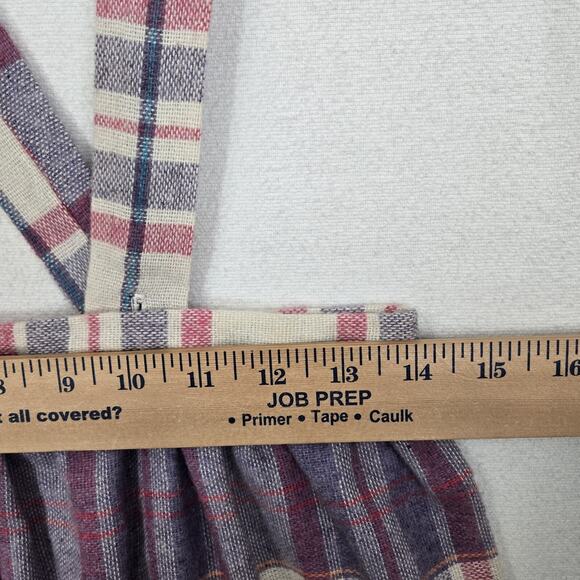 8 9 10 11 12 13 14 15 16
all covered?
JOB PREP
• Primer • Tape • Caulk